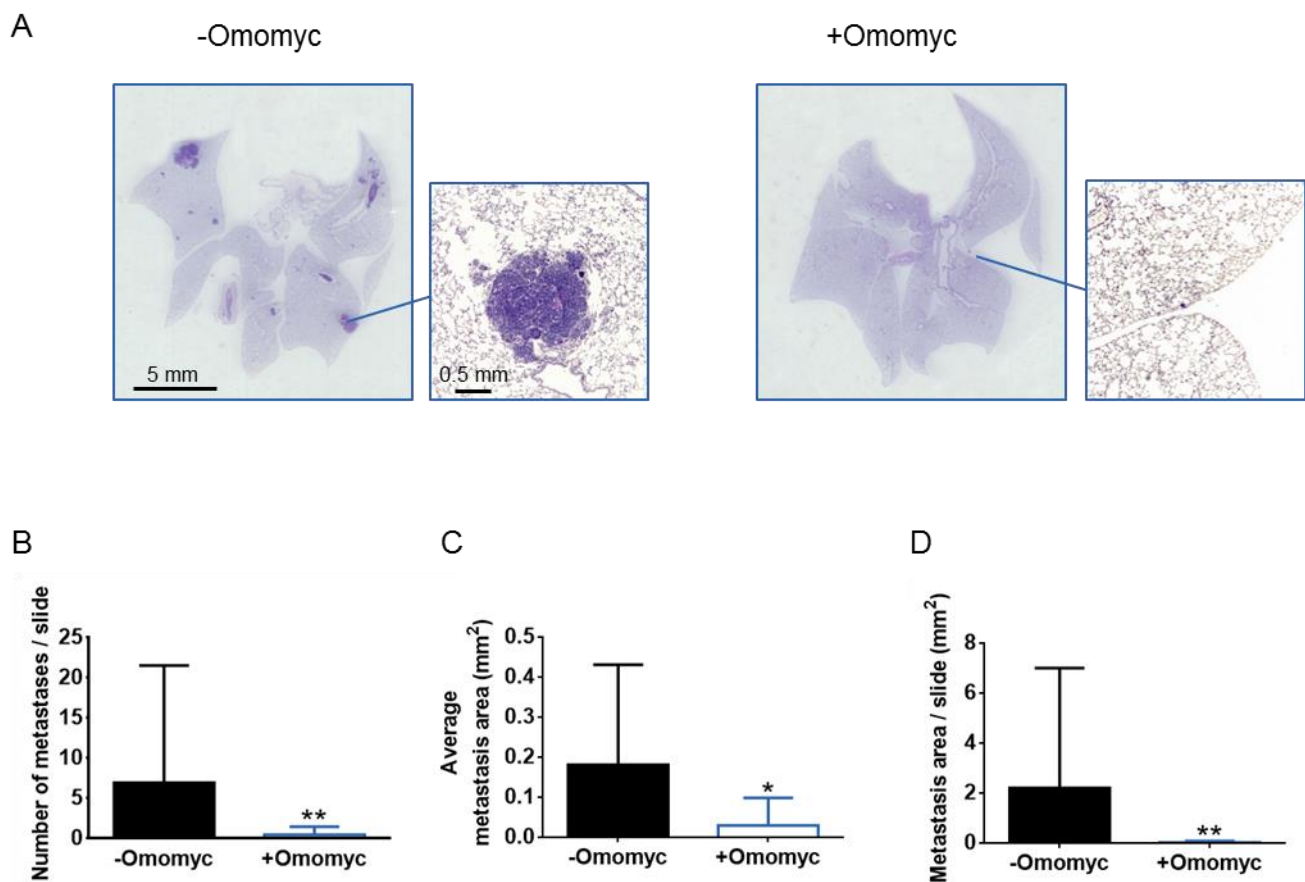 A
-Omomyc
+Omomyc
5 mm
0.5 mm
B
Number of metastases / slide
25
20
15
10
5
0
**
-Omomyc
+Omomyc
C
Average
metastasis area (mm²)
0.5
0.4
0.3
0.2
0.1
0.0
*
-Omomyc
+Omomyc
D
Metastasis area / slide (mm²)
8
6
4
2
0
**
-Omomyc
+Omomyc